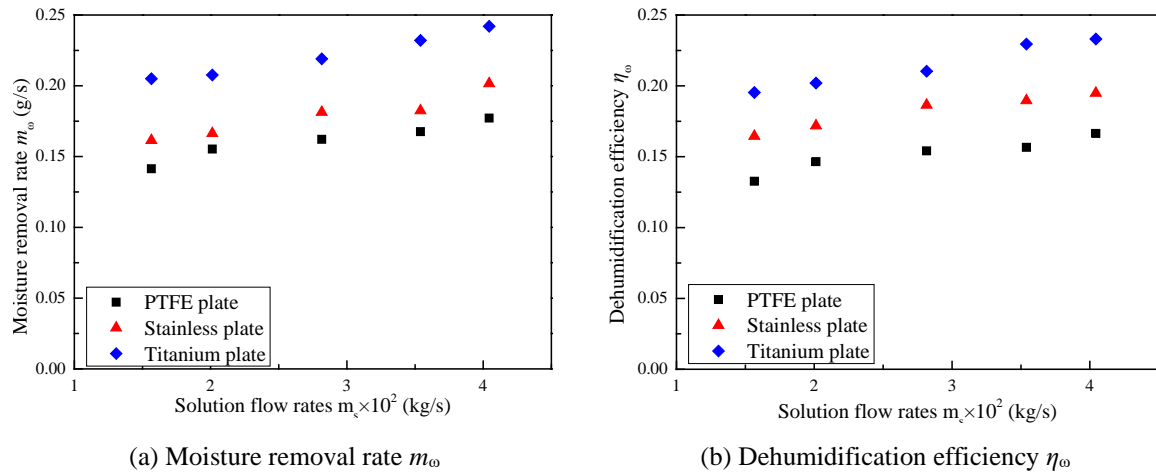 0.25
0.20
0.15
0.10
0.05
0.00
Moisture removal rate mω (g/s)
PTFE plate
Stainless plate
Titanium plate
1 2 3 4
Solution flow rates ms×10² (kg/s)
(a) Moisture removal rate mω
0.25
0.20
0.15
0.10
0.05
0.00
Dehumidification efficiency ηω
PTFE plate
Stainless plate
Titanium plate
1 2 3 4
Solution flow rates ms×10² (kg/s)
(b) Dehumidification efficiency ηω